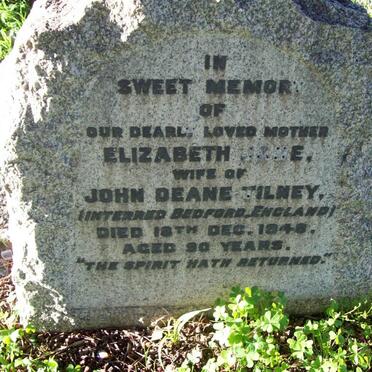 IN
SWEET MEMORY
OF
OUR DEARLY LOVED MOTHER
ELIZABETH
WIFE OF
JOHN DEANE TILNEY.
(INTERRED BEDFORD, ENGLAND)
DIED 18TH DEC. 1946.
AGED 90 YEARS.
"THE SPIRIT HATH RETURNED."